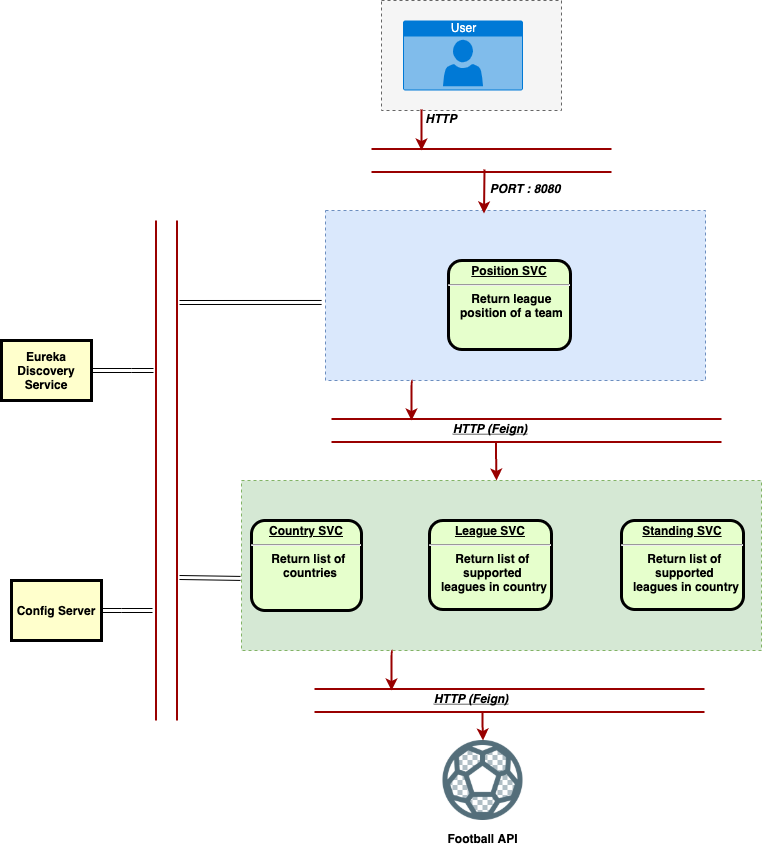 User
HTTP
PORT : 8080
Position SVC
Return league
position of a team
Eureka
Discovery
Service
HTTP (Feign)
Country SVC
Return list of
countries
League SVC
Return list of
supported
leagues in country
Standing SVC
Return list of
supported
leagues in country
Config Server
HTTP (Feign)
Football API